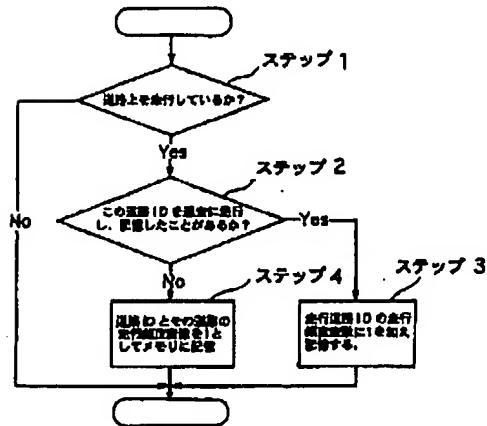 ステップ 1
道路上を走行しているか?
Yes
ステップ 2
この道路IDを過去に走行
し、記憶したことがあるか?
No
Yes
No
ステップ 4
ステップ 3
道路IDとその道路の
走行頻度変数を1と
してメモリに記憶
走行道路IDの走行
頻度変数に1を加え
記憶する。